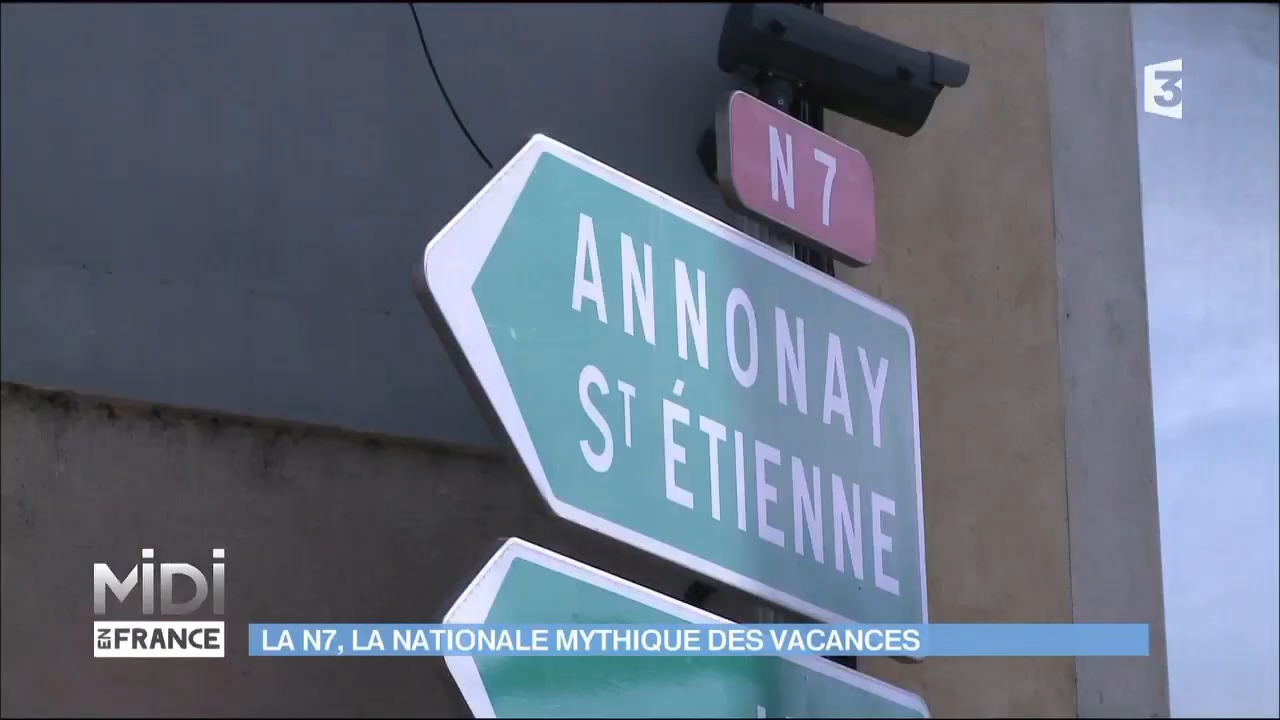 3
N 7
ANNONAY
ST ÉTIENNE
MiDi
EN FRANCE
LA N7, LA NATIONALE MYTHIQUE DES VACANCES